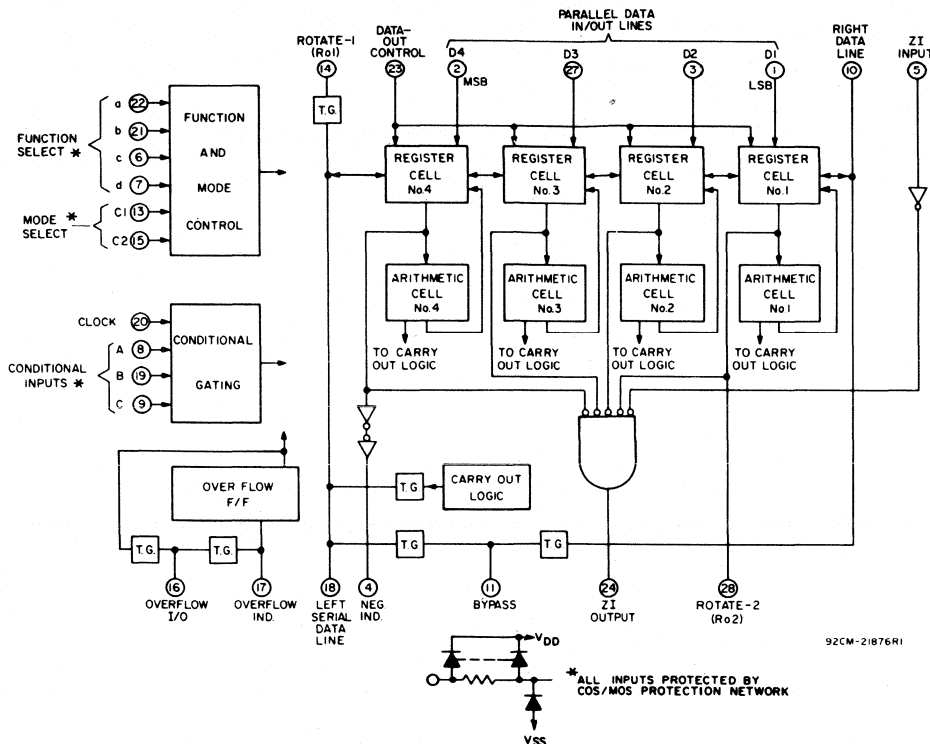 PARALLEL DATA
IN/OUT LINES
ROTATE-1
(Ro1)
14
DATA-
OUT
CONTROL
23
D4
2
MSB
D3
27
D2
3
D1
1
LSB
RIGHT
DATA
LINE
10
ZI
INPUT
5
T.G.
FUNCTION
SELECT *
a 22
b 21
c 6
d 7
MODE *
SELECT
C1 13
C2 15
FUNCTION
AND
MODE
CONTROL
REGISTER
CELL
No.4
REGISTER
CELL
No.3
REGISTER
CELL
No.2
REGISTER
CELL
No.1
ARITHMETIC
CELL
No.4
ARITHMETIC
CELL
No.3
ARITHMETIC
CELL
No.2
ARITHMETIC
CELL
No.1
TO CARRY
OUT LOGIC
TO CARRY
OUT LOGIC
TO CARRY
OUT LOGIC
TO CARRY
OUT LOGIC
CLOCK 20
CONDITIONAL
INPUTS *
A 8
B 19
C 9
CONDITIONAL
GATING
OVER FLOW
F/F
T.G.
T.G.
T.G
CARRY OUT
LOGIC
T.G
T.G
16
OVERFLOW
I/O
17
OVERFLOW
IND.
18
LEFT
SERIAL
DATA
LINE
4
NEG.
IND.
11
BYPASS
24
ZI
OUTPUT
28
ROTATE-2
(Ro2)
92CM-21876R1
VDD
*ALL INPUTS PROTECTED BY
COS/MOS PROTECTION NETWORK
VSS